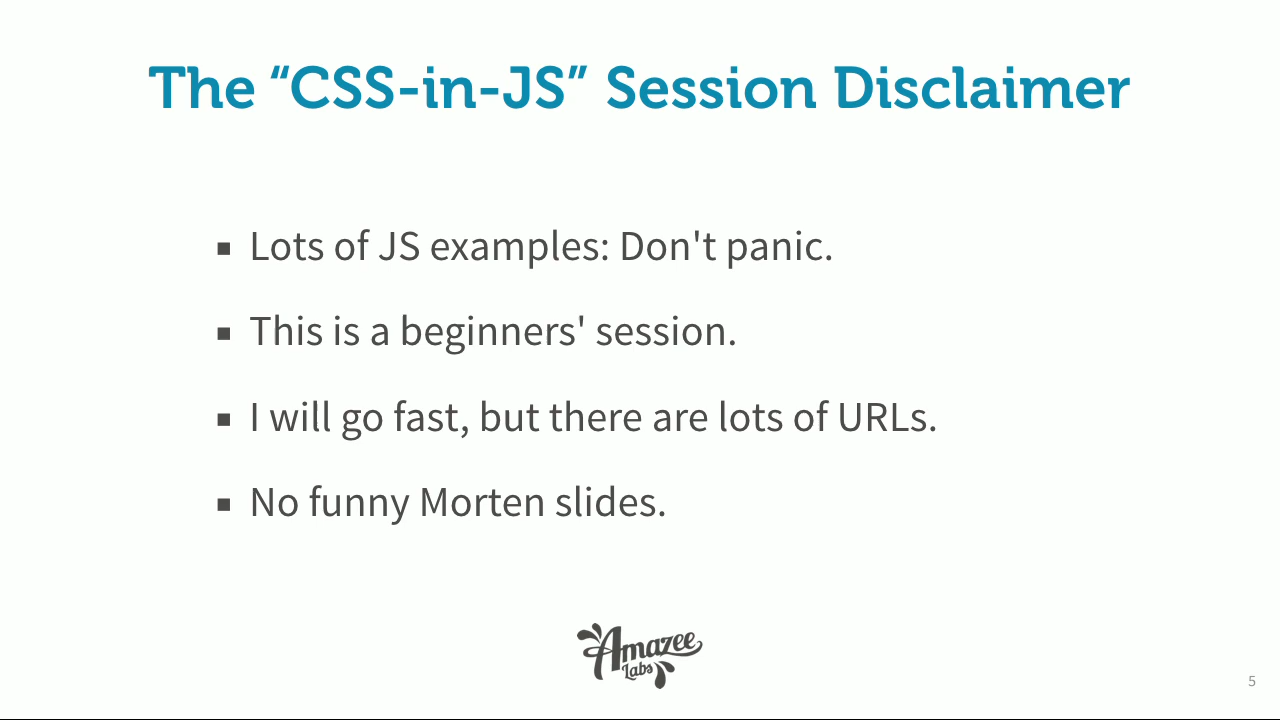 The “CSS-in-JS” Session Disclaimer
▪ Lots of JS examples: Don't panic.
▪ This is a beginners' session.
▪ I will go fast, but there are lots of URLs.
▪ No funny Morten slides.
Amazee
Labs
5